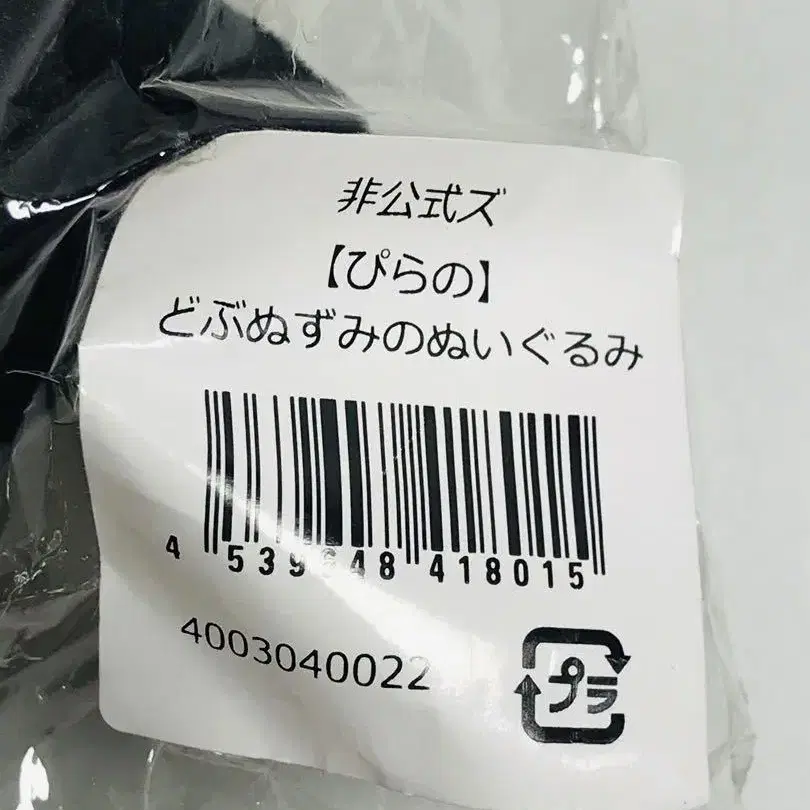 非公式ズ
【ぴらの】
どぶぬずみのぬいぐるみ
4 539648 418015
4003040022
プラ